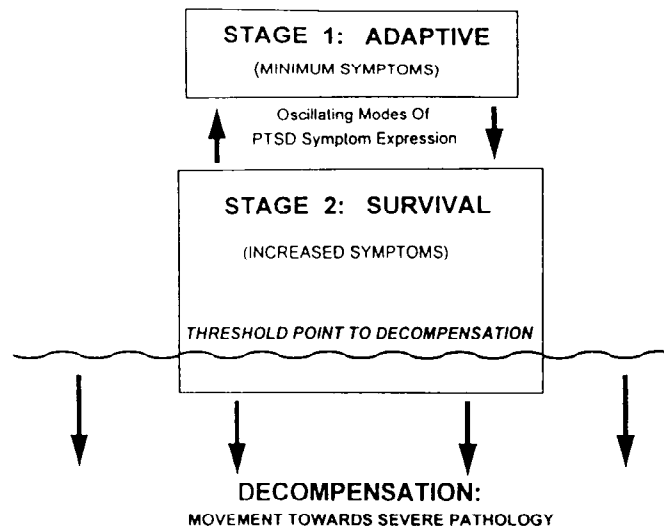 STAGE 1: ADAPTIVE
(MINIMUM SYMPTOMS)
Oscillating Modes Of
PTSD Symptom Expression
STAGE 2: SURVIVAL
(INCREASED SYMPTOMS)
THRESHOLD POINT TO DECOMPENSATION
DECOMPENSATION:
MOVEMENT TOWARDS SEVERE PATHOLOGY